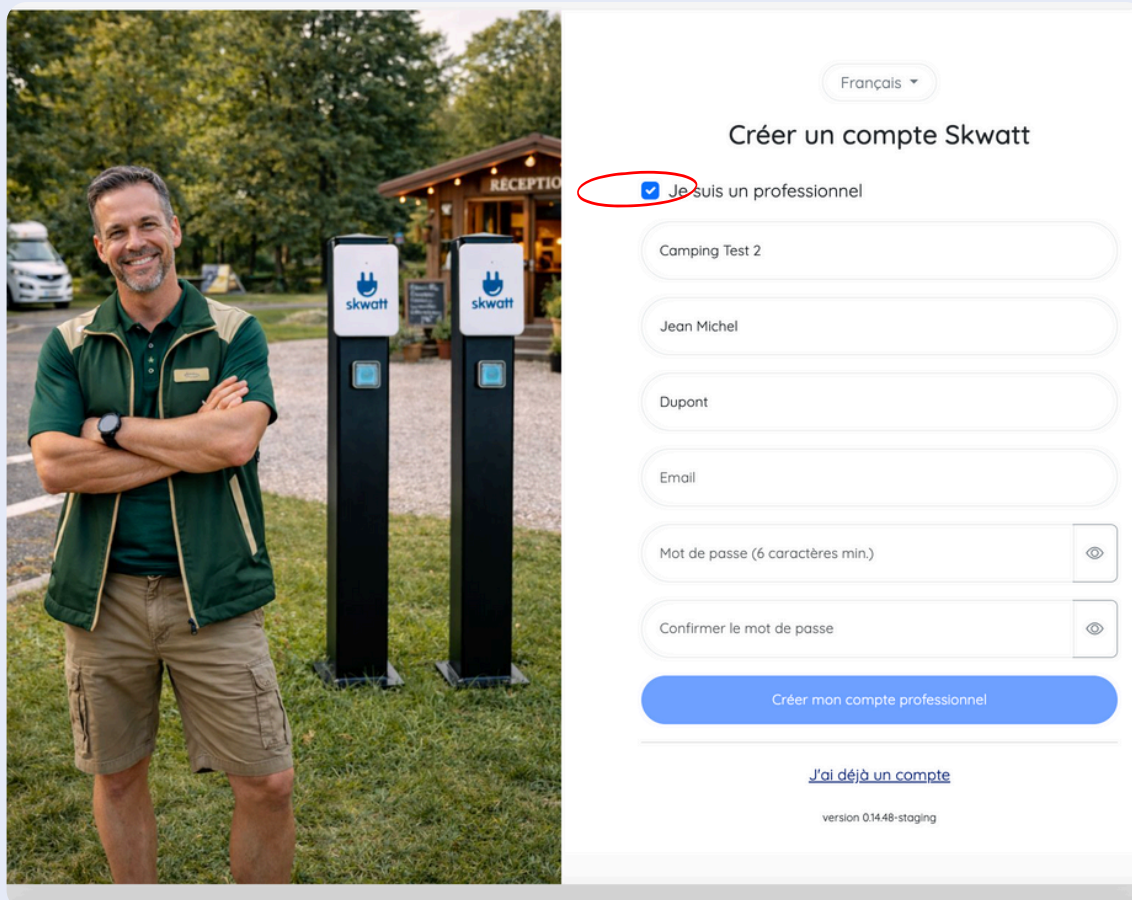 RECEPTIO
skwatt
skwatt
Français
Créer un compte Skwatt
Je suis un professionnel
Camping Test 2
Jean Michel
Dupont
Email
Mot de passe (6 caractères min.)
Confirmer le mot de passe
Créer mon compte professionnel
J'ai déjà un compte
version 0.14.48-staging